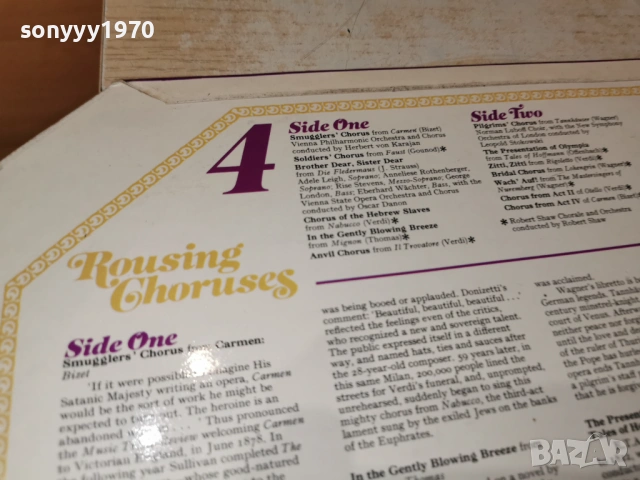 sonyyy1970
4
Side One
Smugglers' Chorus from Carmen (Bizet)
Vienna Philharmonic Orchestra and Chorus
conducted by Herbert von Karajan
Soldiers' Chorus from Faust (Gounod)*
Brother Dear, Sister Dear
from Die Fledermaus (J. Strauss)
Adele Leigh, Soprano; Anneliese Rothenberger,
Soprano; Rise Stevens, Mezzo-Soprano; George
London, Bass; Eberhard Wächter, Bass, with the
Vienna State Opera Orchestra and Chorus
conducted by Oscar Danon
Chorus of the Hebrew Slaves
from Nabucco (Verdi)*
In the Gently Blowing Breeze
from Mignon (Thomas)*
Anvil Chorus from Il Trovatore (Verdi)*
Side Two
Pilgrims' Chorus from Tannhäuser (Wagner)
Norman Luboff Choir, with the New Symphony
Orchestra of London conducted by
Leopold Stokowski
The Presentation of Olympia
from Tales of Hoffmann (Offenbach)*
Zitti, Zitti from Rigoletto (Verdi)*
Bridal Chorus from Lohengrin (Wagner)*
Wach' Auf! from The Mastersingers of
Nuremberg (Wagner)*
Chorus from Act III of Otello (Verdi)*
Chorus from Act IV of Carmen (Bizet)*
* Robert Shaw Chorale and Orchestra
conducted by Robert Shaw
Rousing
Choruses
Side One
Smugglers' Chorus from Carmen:
Bizet
'If it were possible to imagine His
Satanic Majesty writing an opera, Carmen
would be the sort of work he might be
expected to turn out. The heroine is an
abandoned . . .' Thus pronounced
the Music Trade Review welcoming Carmen
to Victorian England, in June 1878. In
the following year Sullivan completed The
whose good-natured
was being booed or applauded. Donizetti's
comment: 'Beautiful, beautiful, beautiful . . .'
reflected the feelings even of the critics,
who recognized a new and sovereign talent.
The public expressed itself in a different
way, and named hats, ties and sauces after
the 28-year-old composer. 59 years later, in
this same Milan, 200,000 people lined the
streets for Verdi's funeral, and, unprompted,
unrehearsed, suddenly began to sing this
mighty chorus from Nabucco, the third-act
lament sung by the exiled Jews on the banks
of the Euphrates.
In the Gently Blowing Breeze from
Thomas
was acclaimed.
Wagner's libretto is b
German legends. Tannhä
century minstrel-knight
court of Venus. After
neither peace nor
until the end
of the ruler of Th
the Pope has
ends Tann
a pilgrim's staff
that he is forg
BAZAR